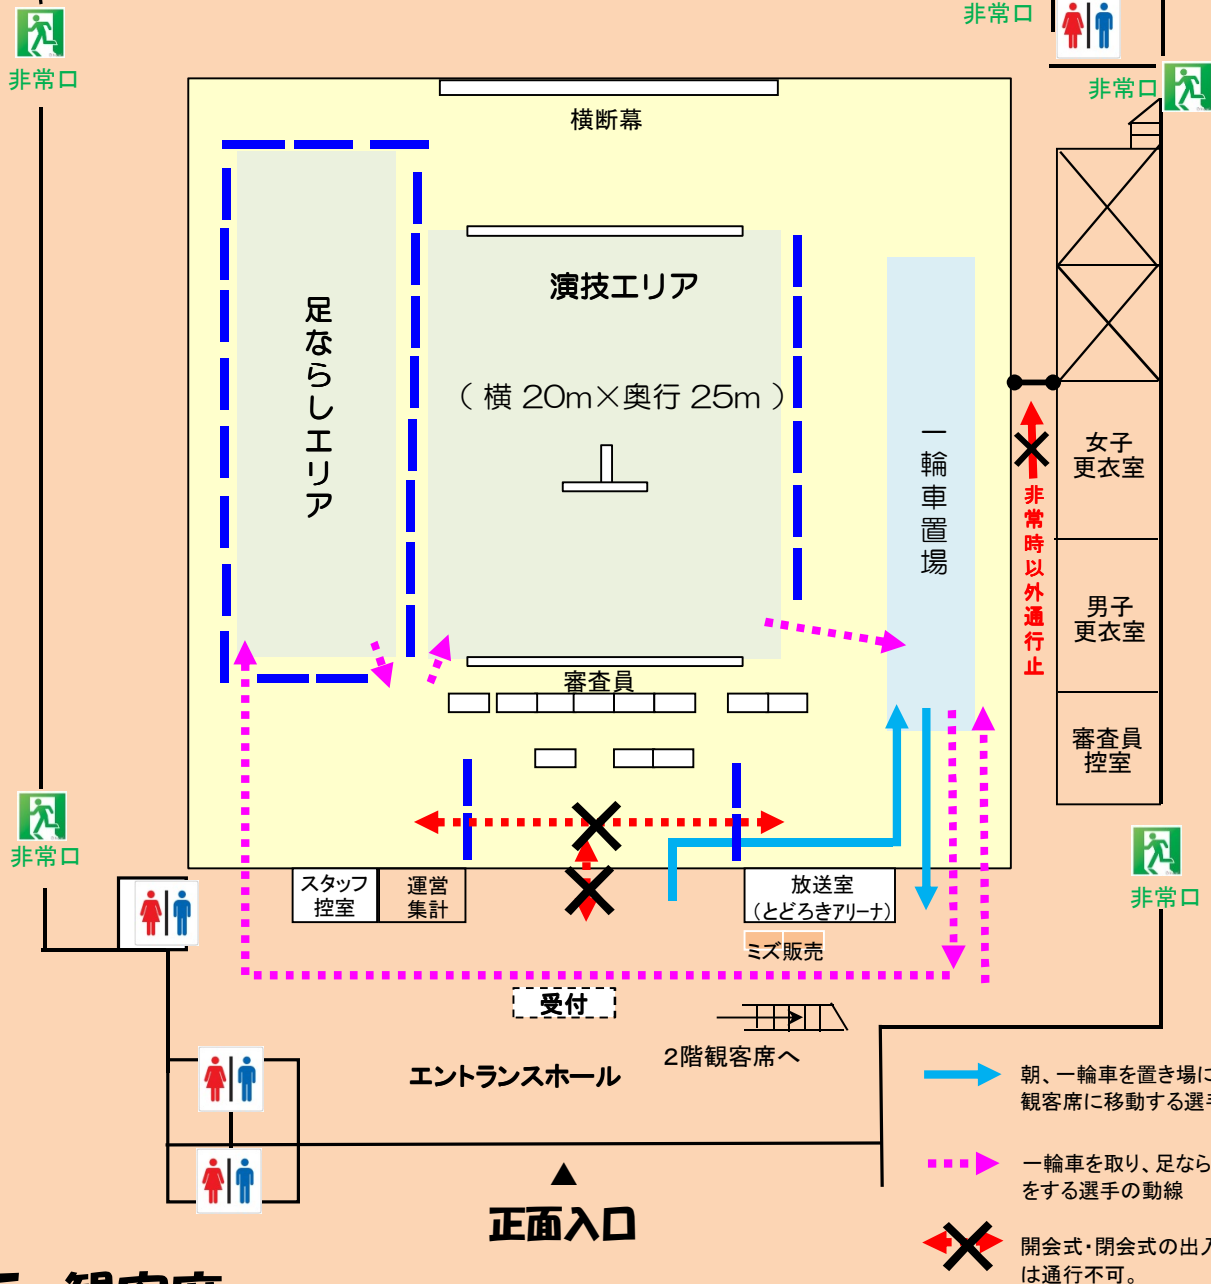 非常口
非常口
非常口
横断幕
演技エリア
（ 横 20m×奥行 25m ）
足ならしエリア
一輪車置場
女子
更衣室
非常時以外通行止
男子
更衣室
審査員
審査員
控室
非常口
非常口
スタッフ
控室
運営
集計
放送室
（とどろきアリーナ）
ミズ販売
受付
2階観客席へ
エントランスホール
朝、一輪車を置き場に
観客席に移動する選手
一輪車を取り、足なら
をする選手の動線
正面入口
開会式・閉会式の出入
は通行不可。